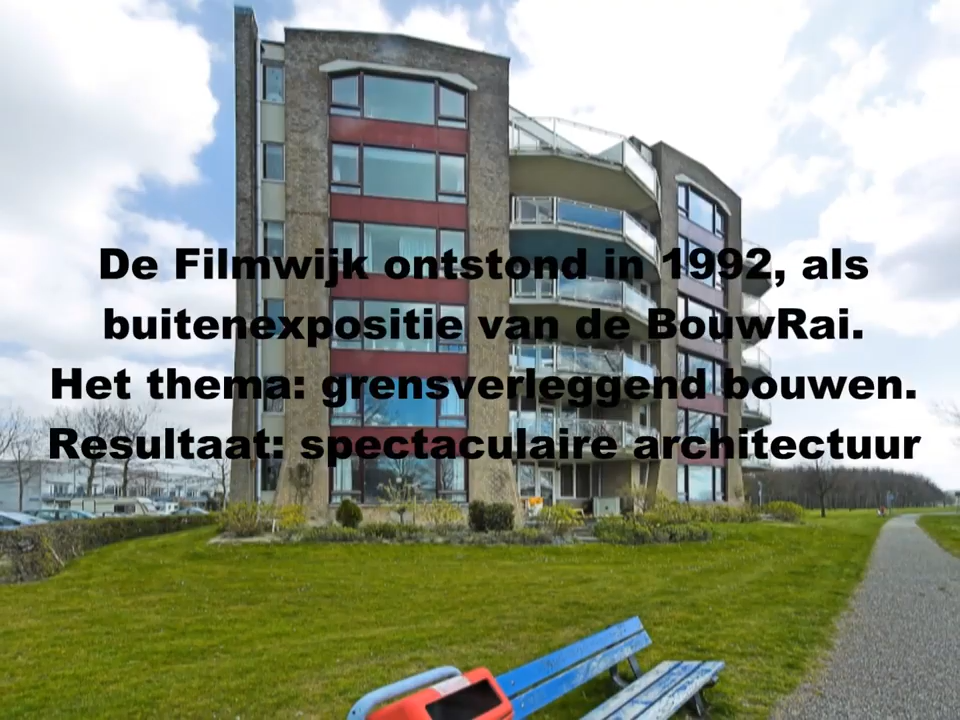 De Filmwijk ontstond in 1992, als
buitenexpositie van de BouwRai.
Het thema: grensverleggend bouwen.
Resultaat: spectaculaire architectuur